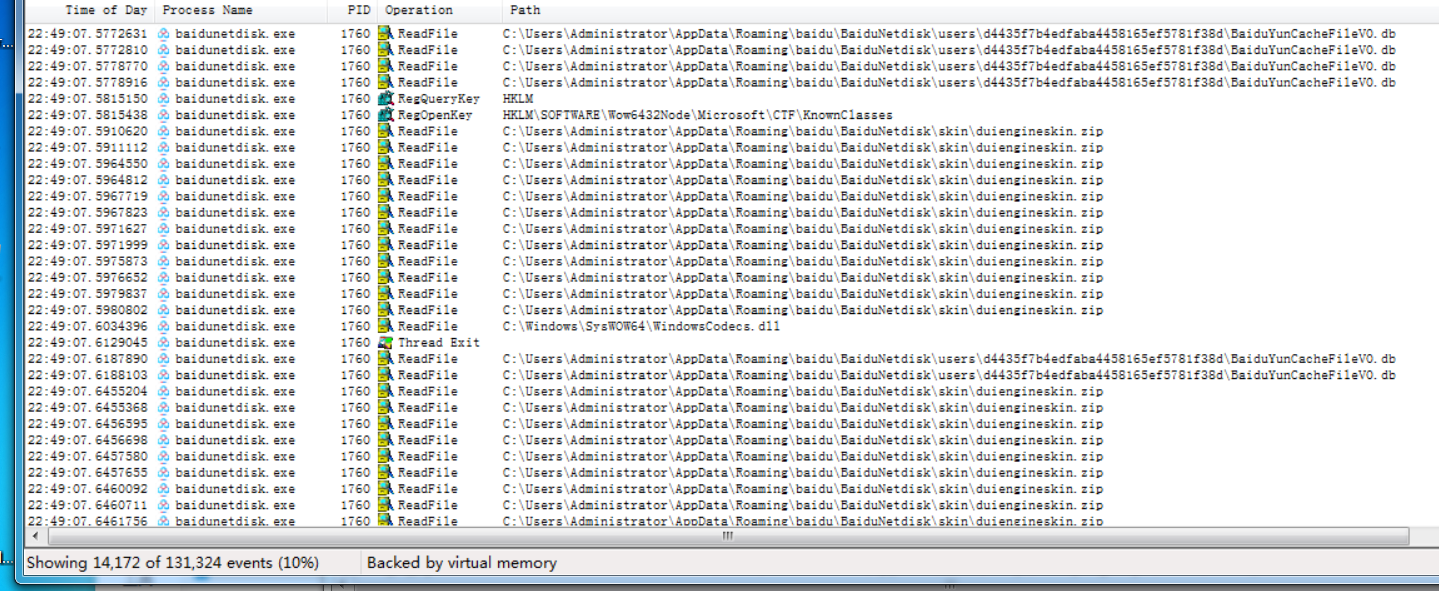 Time of Day Process Name PID Operation Path
22:49:07.5772631 baidunetdisk.exe 1760 ReadFile C:\Users\Administrator\AppData\Roaming\baidu\BaiduNetdisk\users\d4435f7b4edfaba4458165ef5781f38d\BaiduYunCacheFileV0.db
22:49:07.5772810 baidunetdisk.exe 1760 ReadFile C:\Users\Administrator\AppData\Roaming\baidu\BaiduNetdisk\users\d4435f7b4edfaba4458165ef5781f38d\BaiduYunCacheFileV0.db
22:49:07.5778770 baidunetdisk.exe 1760 ReadFile C:\Users\Administrator\AppData\Roaming\baidu\BaiduNetdisk\users\d4435f7b4edfaba4458165ef5781f38d\BaiduYunCacheFileV0.db
22:49:07.5778916 baidunetdisk.exe 1760 ReadFile C:\Users\Administrator\AppData\Roaming\baidu\BaiduNetdisk\users\d4435f7b4edfaba4458165ef5781f38d\BaiduYunCacheFileV0.db
22:49:07.5815150 baidunetdisk.exe 1760 RegQueryKey HKLM
22:49:07.5815438 baidunetdisk.exe 1760 RegOpenKey HKLM\SOFTWARE\Wow6432Node\Microsoft\CTF\KnownClasses
22:49:07.5910620 baidunetdisk.exe 1760 ReadFile C:\Users\Administrator\AppData\Roaming\baidu\BaiduNetdisk\skin\duiengineskin.zip
22:49:07.5911112 baidunetdisk.exe 1760 ReadFile C:\Users\Administrator\AppData\Roaming\baidu\BaiduNetdisk\skin\duiengineskin.zip
22:49:07.5964550 baidunetdisk.exe 1760 ReadFile C:\Users\Administrator\AppData\Roaming\baidu\BaiduNetdisk\skin\duiengineskin.zip
22:49:07.5964812 baidunetdisk.exe 1760 ReadFile C:\Users\Administrator\AppData\Roaming\baidu\BaiduNetdisk\skin\duiengineskin.zip
22:49:07.5967719 baidunetdisk.exe 1760 ReadFile C:\Users\Administrator\AppData\Roaming\baidu\BaiduNetdisk\skin\duiengineskin.zip
22:49:07.5967823 baidunetdisk.exe 1760 ReadFile C:\Users\Administrator\AppData\Roaming\baidu\BaiduNetdisk\skin\duiengineskin.zip
22:49:07.5971627 baidunetdisk.exe 1760 ReadFile C:\Users\Administrator\AppData\Roaming\baidu\BaiduNetdisk\skin\duiengineskin.zip
22:49:07.5971999 baidunetdisk.exe 1760 ReadFile C:\Users\Administrator\AppData\Roaming\baidu\BaiduNetdisk\skin\duiengineskin.zip
22:49:07.5975873 baidunetdisk.exe 1760 ReadFile C:\Users\Administrator\AppData\Roaming\baidu\BaiduNetdisk\skin\duiengineskin.zip
22:49:07.5976652 baidunetdisk.exe 1760 ReadFile C:\Users\Administrator\AppData\Roaming\baidu\BaiduNetdisk\skin\duiengineskin.zip
22:49:07.5979837 baidunetdisk.exe 1760 ReadFile C:\Users\Administrator\AppData\Roaming\baidu\BaiduNetdisk\skin\duiengineskin.zip
22:49:07.5980802 baidunetdisk.exe 1760 ReadFile C:\Users\Administrator\AppData\Roaming\baidu\BaiduNetdisk\skin\duiengineskin.zip
22:49:07.6034396 baidunetdisk.exe 1760 ReadFile C:\Windows\SysWOW64\WindowsCodecs.dll
22:49:07.6129045 baidunetdisk.exe 1760 Thread Exit
22:49:07.6187890 baidunetdisk.exe 1760 ReadFile C:\Users\Administrator\AppData\Roaming\baidu\BaiduNetdisk\users\d4435f7b4edfaba4458165ef5781f38d\BaiduYunCacheFileV0.db
22:49:07.6188103 baidunetdisk.exe 1760 ReadFile C:\Users\Administrator\AppData\Roaming\baidu\BaiduNetdisk\users\d4435f7b4edfaba4458165ef5781f38d\BaiduYunCacheFileV0.db
22:49:07.6455204 baidunetdisk.exe 1760 ReadFile C:\Users\Administrator\AppData\Roaming\baidu\BaiduNetdisk\skin\duiengineskin.zip
22:49:07.6455368 baidunetdisk.exe 1760 ReadFile C:\Users\Administrator\AppData\Roaming\baidu\BaiduNetdisk\skin\duiengineskin.zip
22:49:07.6456595 baidunetdisk.exe 1760 ReadFile C:\Users\Administrator\AppData\Roaming\baidu\BaiduNetdisk\skin\duiengineskin.zip
22:49:07.6456698 baidunetdisk.exe 1760 ReadFile C:\Users\Administrator\AppData\Roaming\baidu\BaiduNetdisk\skin\duiengineskin.zip
22:49:07.6457580 baidunetdisk.exe 1760 ReadFile C:\Users\Administrator\AppData\Roaming\baidu\BaiduNetdisk\skin\duiengineskin.zip
22:49:07.6457655 baidunetdisk.exe 1760 ReadFile C:\Users\Administrator\AppData\Roaming\baidu\BaiduNetdisk\skin\duiengineskin.zip
22:49:07.6460092 baidunetdisk.exe 1760 ReadFile C:\Users\Administrator\AppData\Roaming\baidu\BaiduNetdisk\skin\duiengineskin.zip
22:49:07.6460711 baidunetdisk.exe 1760 ReadFile C:\Users\Administrator\AppData\Roaming\baidu\BaiduNetdisk\skin\duiengineskin.zip
22:49:07.6461756 baidunetdisk.exe 1760 ReadFile C:\Users\Administrator\AppData\Roaming\baidu\BaiduNetdisk\skin\duiengineskin.zip
Showing 14,172 of 131,324 events (10%) Backed by virtual memory